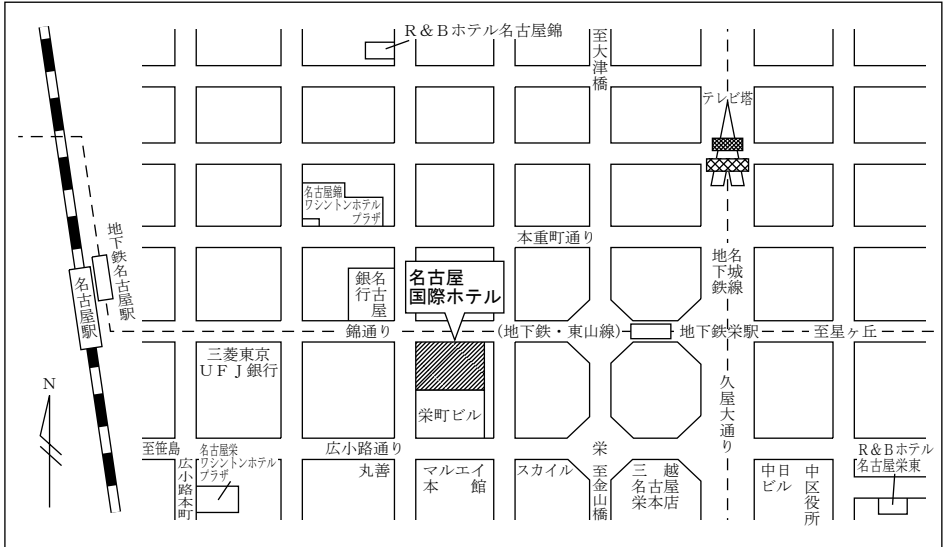 R＆Bホテル名古屋錦
至大津橋
テレビ塔
名古屋錦
ワシントンホテル
プラザ
地下鉄名古屋駅
名古屋駅
本重町通り
名城線
地下鉄
名古屋
銀行
名古屋
国際ホテル
錦通り
(地下鉄・東山線)
地下鉄栄駅
至星ヶ丘
三菱東京
ＵＦＪ銀行
N
栄町ビル
久屋大通り
至笹島
名古屋栄
ワシントンホテル
プラザ
広小路本町
広小路通り
丸善
マルエイ
本館
スカイル
栄
至金山橋
三越
名古屋
栄本店
中日
ビル
中区役所
R＆Bホテル
名古屋栄東